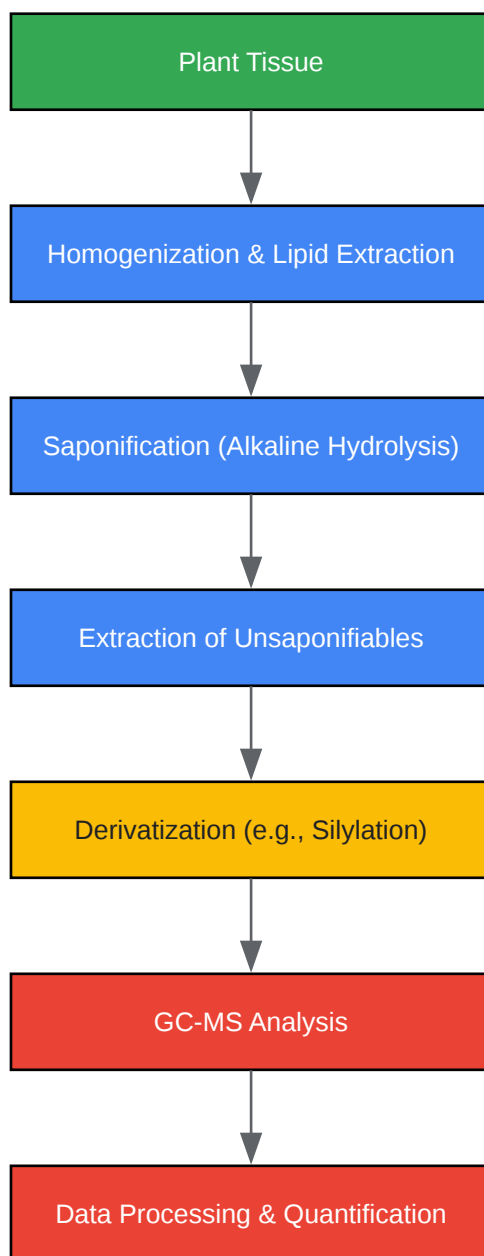 Plant Tissue
Homogenization & Lipid Extraction
Saponification (Alkaline Hydrolysis)
Extraction of Unsaponifiables
Derivatization (e.g., Silylation)
GC-MS Analysis
Data Processing & Quantification